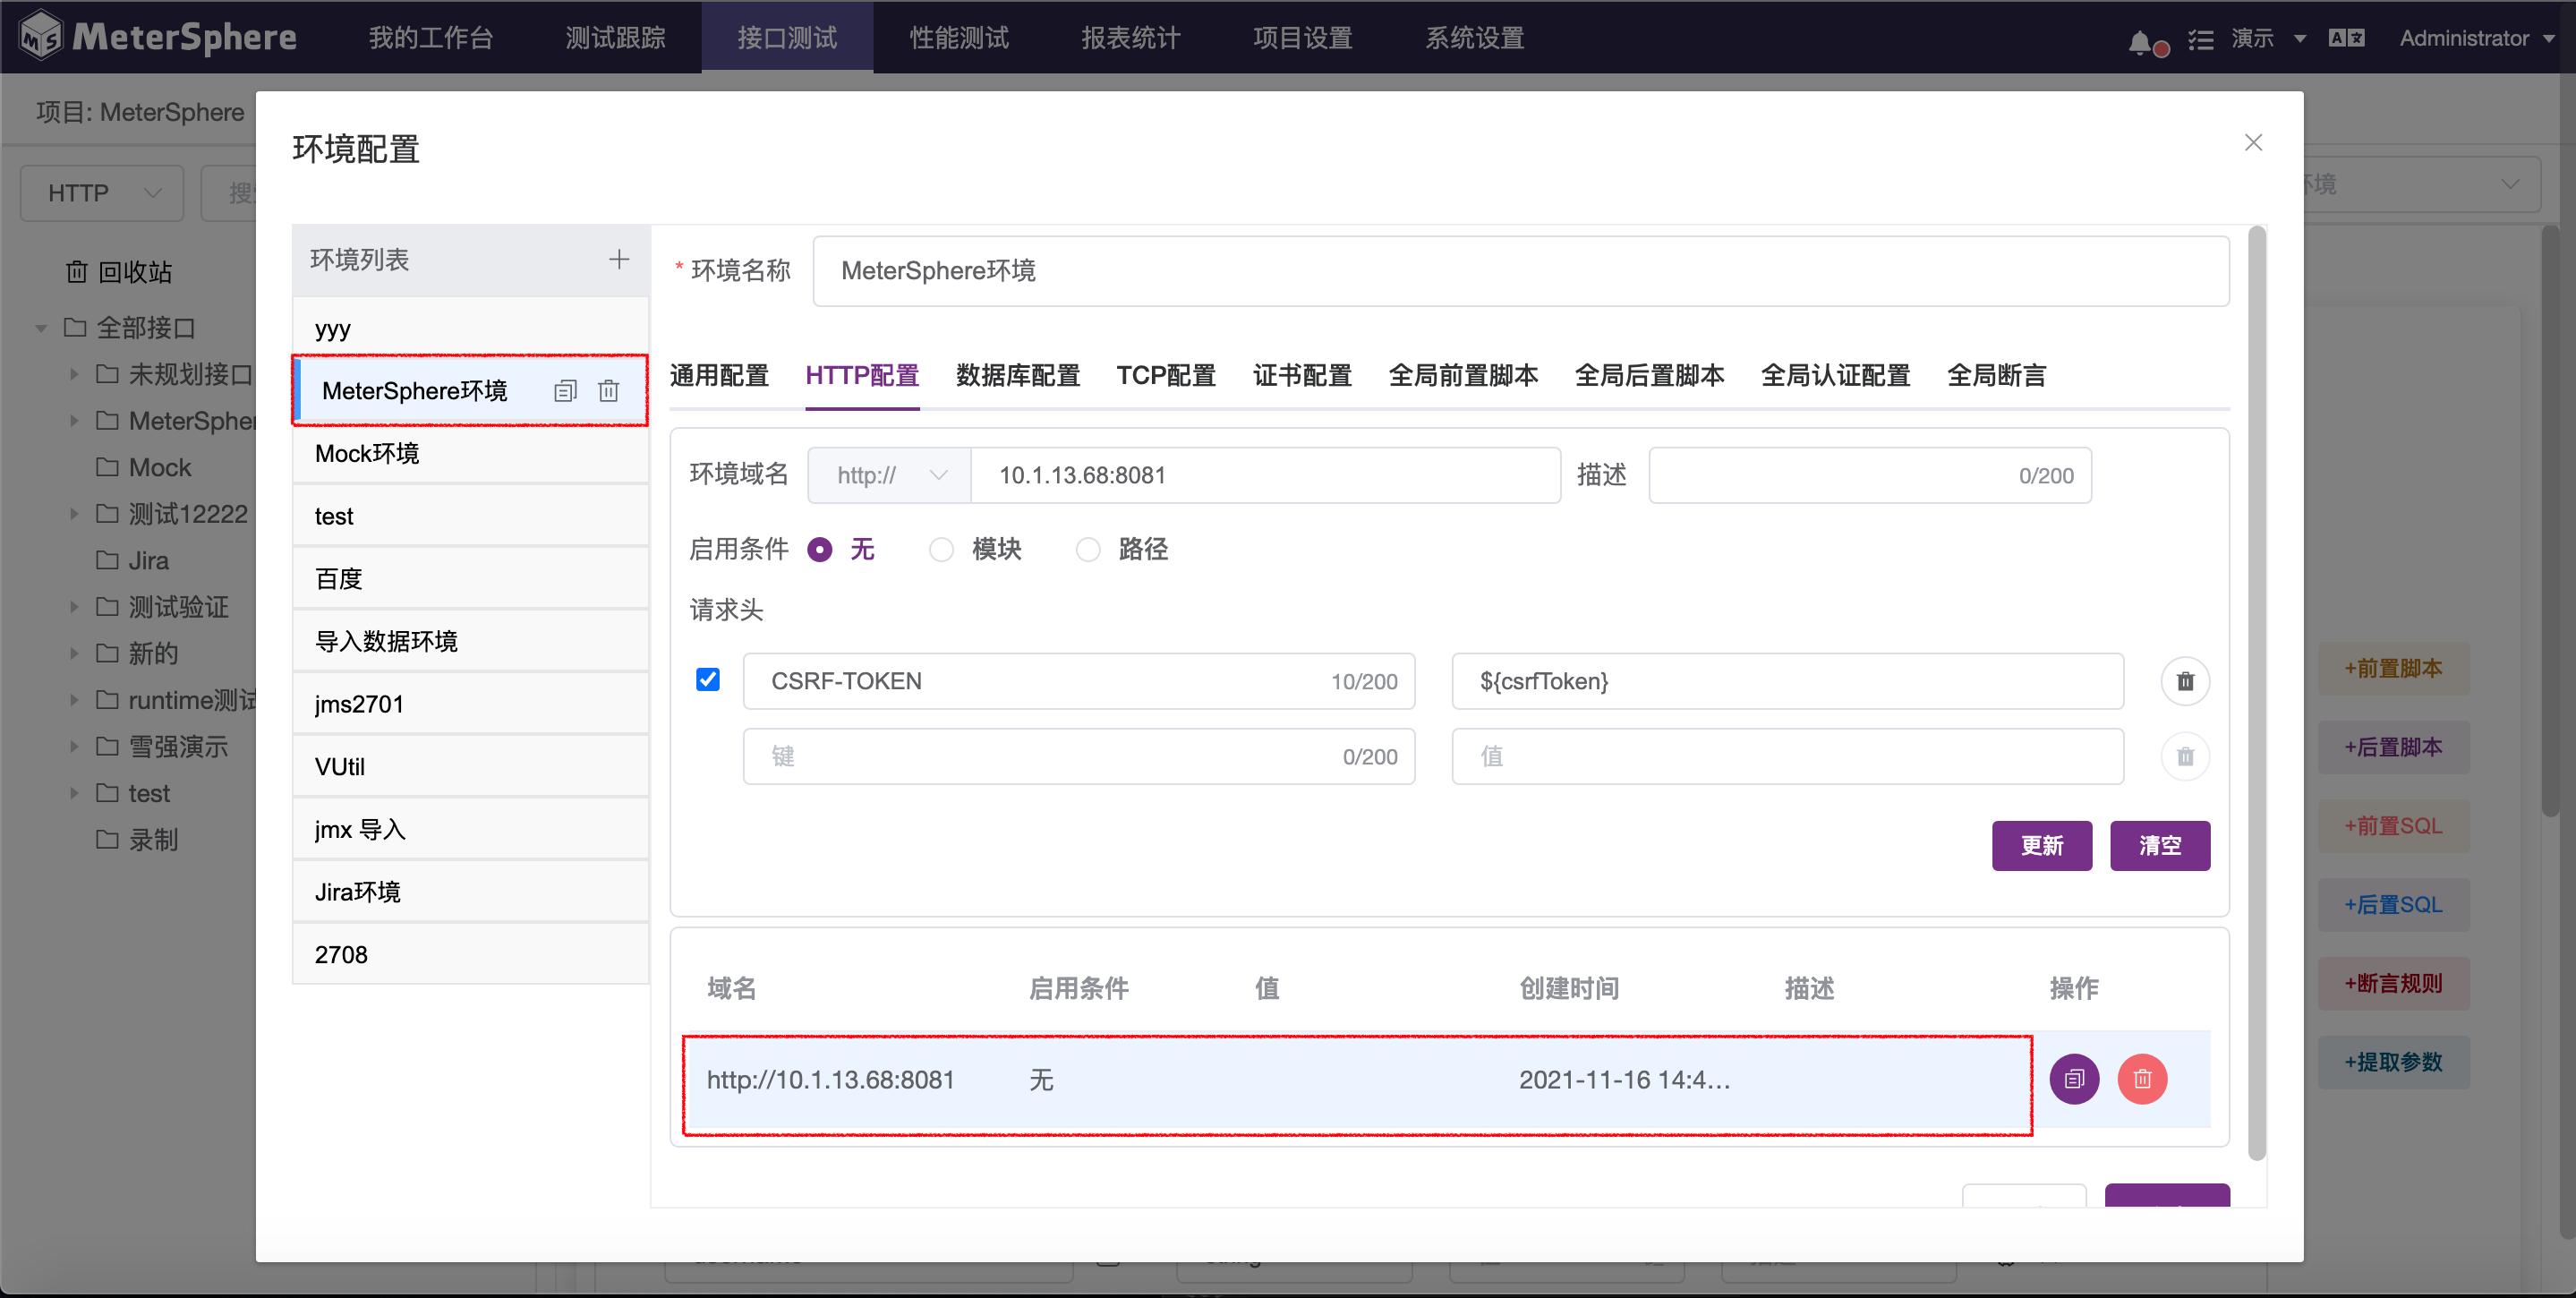 MeterSphere 我的工作台 测试跟踪 接口测试 性能测试 报表统计 项目设置 系统设置 演示 Administrator
项目: MeterSphere
环境配置
HTTP
环境
回收站
全部接口
未规划接口
MeterSpher
Mock
测试12222
Jira
测试验证
新的
runtime测试
雪强演示
test
录制
环境列表
yyy
MeterSphere环境
Mock环境
test
百度
导入数据环境
jms2701
VUtil
jmx 导入
Jira环境
2708
* 环境名称 MeterSphere环境
通用配置 HTTP配置 数据库配置 TCP配置 证书配置 全局前置脚本 全局后置脚本 全局认证配置 全局断言
环境域名 http:// 10.1.13.68:8081 描述 0/200
启用条件 无 模块 路径
请求头
CSRF-TOKEN 10/200 ${csrfToken}
键 0/200 值
更新 清空
域名 启用条件 值 创建时间 描述 操作
http://10.1.13.68:8081 无 2021-11-16 14:4...
+前置脚本
+后置脚本
+前置SQL
+后置SQL
+断言规则
+提取参数